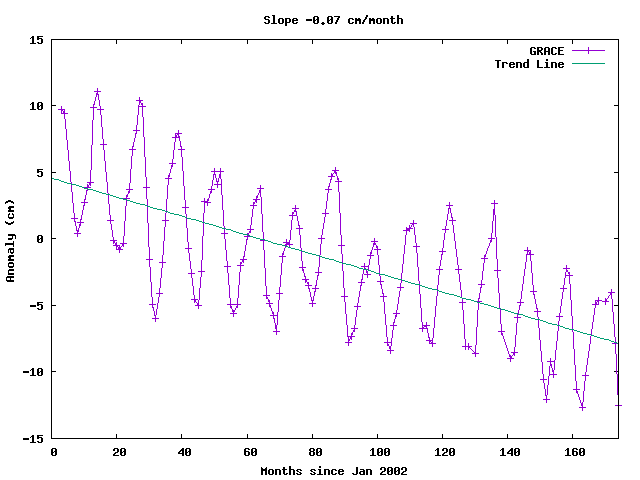 Slope -0.07 cm/month
15
GRACE
Trend Line
10
5
0
-5
-10
-15
Anomaly (cm)
0 20 40 60 80 100 120 140 160
Months since Jan 2002